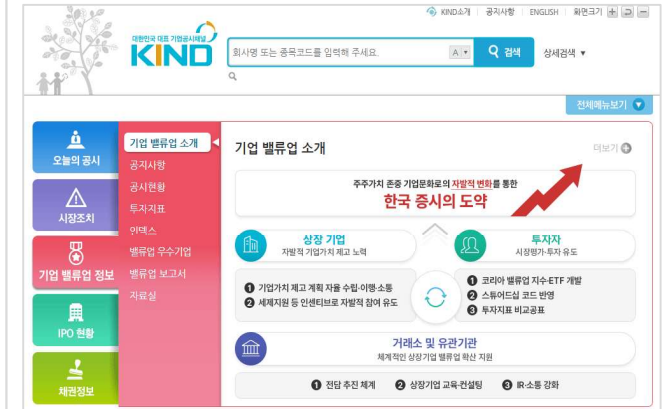 KIND소개 공지사항 ENGLISH 화면크기
대한민국 대표 기업공시채널
KIND
회사명 또는 종목코드를 입력해 주세요.
A
검색
상세검색
전체메뉴보기
오늘의 공시
시장조치
기업 밸류업 정보
IPO 현황
채권정보
기업 밸류업 소개
공지사항
공시현황
투자지표
인덱스
밸류업 우수기업
밸류업 보고서
자료실
기업 밸류업 소개
더보기
주주가치 존중 기업문화로의 자발적 변화를 통한
한국 증시의 도약
상장 기업
자발적 기업가치 제고 노력
투자자
시장평가·투자 유도
❶ 기업가치 제고 계획 자율 수립·이행·소통
❷ 세제지원 등 인센티브로 자발적 참여 유도
❶ 코리아 밸류업 지수·ETF 개발
❷ 스튜어드십 코드 반영
❸ 투자지표 비교공표
거래소 및 유관기관
체계적인 상장기업 밸류업 확산 지원
❶ 전담 추진 체계 ❷ 상장기업 교육·컨설팅 ❸ IR·소통 강화